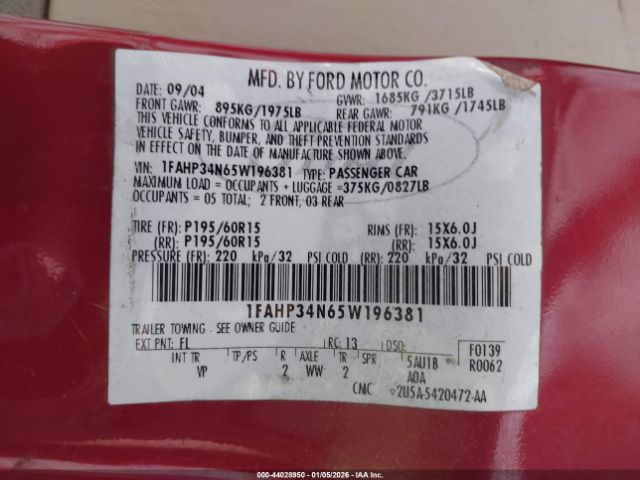 MFD. BY FORD MOTOR CO.
DATE: 09/04 GVWR: 1685KG /3715LB
FRONT GAWR: 895KG/1975LB REAR GAWR: 791KG /1745LB
THIS VEHICLE CONFORMS TO ALL APPLICABLE FEDERAL MOTOR
VEHICLE SAFETY, BUMPER, AND THEFT PREVENTION STANDARDS
IN EFFECT ON THE DATE OF MANUFACTURE SHOWN ABOVE.
VIN: 1FAHP34N65W196381 TYPE: PASSENGER CAR
MAXIMUM LOAD = OCCUPANTS + LUGGAGE =375KG/0827LB
OCCUPANTS = 05 TOTAL; 2 FRONT, 03 REAR
TIRE (FR): P195/60R15 RIMS (FR): 15X6.0J
(RR): P195/60R15 (RR): 15X6.0J
PRESSURE (FR): 220 kPa/32 PSI COLD (RR): 220 kPa/32 PSI COLD
1FAHP34N65W196381
TRAILER TOWING - SEE OWNER GUIDE
EXT PNT: FL RC: 13 DSO: F0139
INT TR TP/PS R AXLE TR SPR 5AU1B R0062
VP 2 WW 2 A0A
CNC 2U5A-5420472-AA
000-44028950 - 01/05/2026 - IAA, Inc.